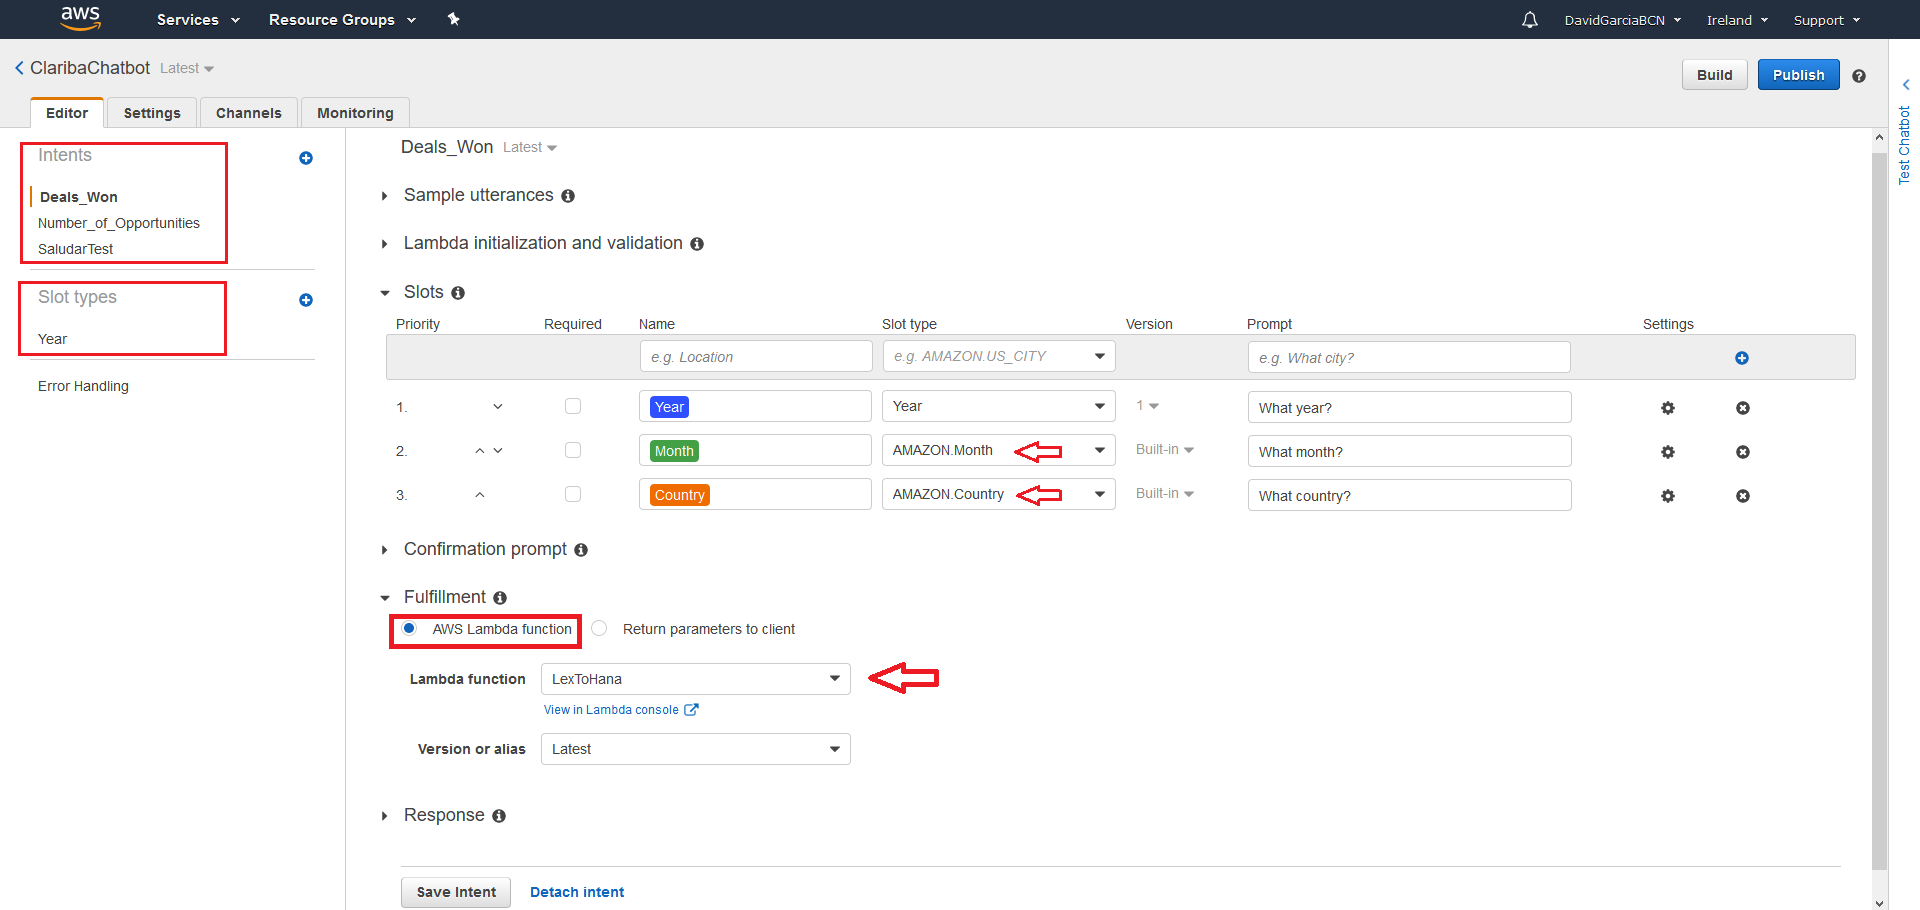 aws Services Resource Groups DavidGarciaBCN Ireland Support
ClaribaChatbot Latest
Build Publish ?
Editor Settings Channels Monitoring
Test Chatbot
Intents
Deals_Won
Number_of_Opportunities
SaludarTest
Slot types
Year
Error Handling
Deals_Won Latest
Sample utterances i
Lambda initialization and validation i
Slots i
Priority Required Name Slot type Version Prompt Settings
e.g. Location e.g. AMAZON.US_CITY e.g. What city?
1. Year Year 1 What year?
2. Month AMAZON.Month Built-in What month?
3. Country AMAZON.Country Built-in What country?
Confirmation prompt i
Fulfillment i
AWS Lambda function Return parameters to client
Lambda function LexToHana
View in Lambda console
Version or alias Latest
Response i
Save Intent Detach intent